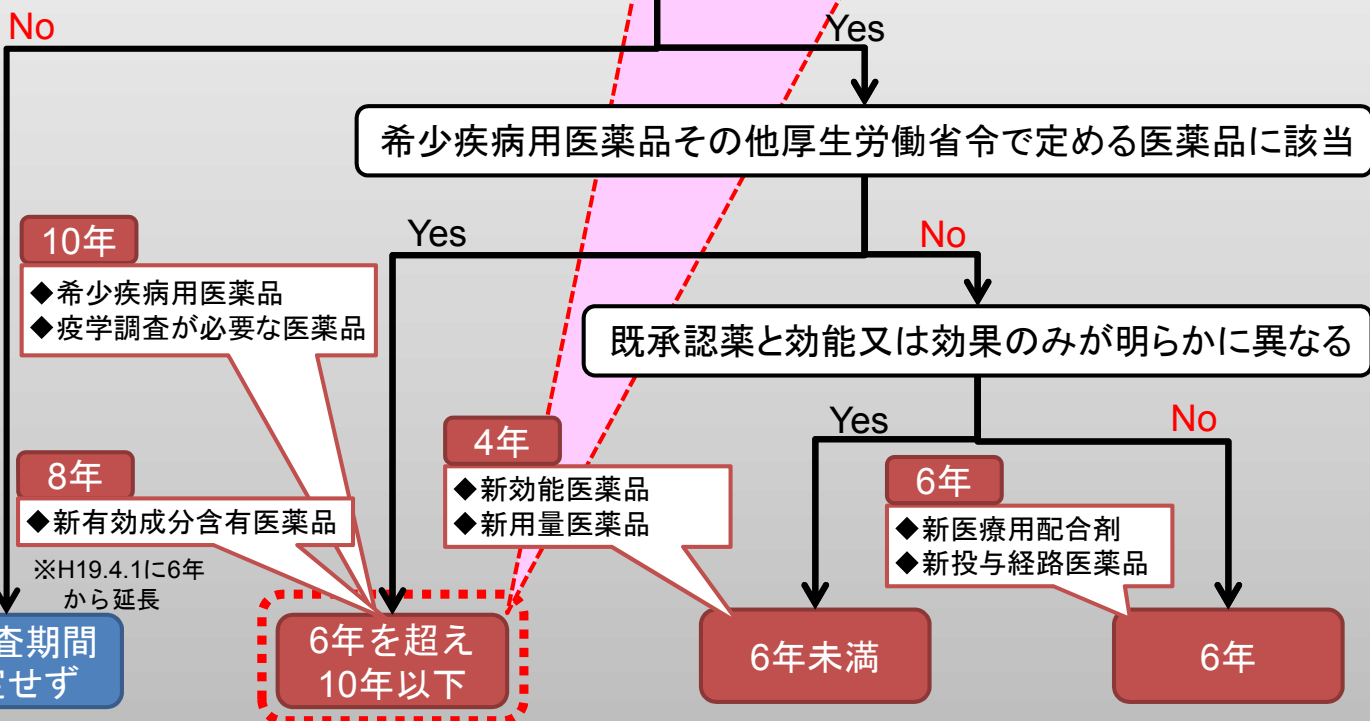 No
Yes
希少疾病用医薬品その他厚生労働省令で定める医薬品に該当
Yes
No
10年
◆希少疾病用医薬品
◆疫学調査が必要な医薬品
既承認薬と効能又は効果のみが明らかに異なる
Yes
No
8年
◆新有効成分含有医薬品
※H19.4.1に6年
から延長
4年
◆新効能医薬品
◆新用量医薬品
6年
◆新医療用配合剤
◆新投与経路医薬品
査期間
せず
6年を超え
10年以下
6年未満
6年